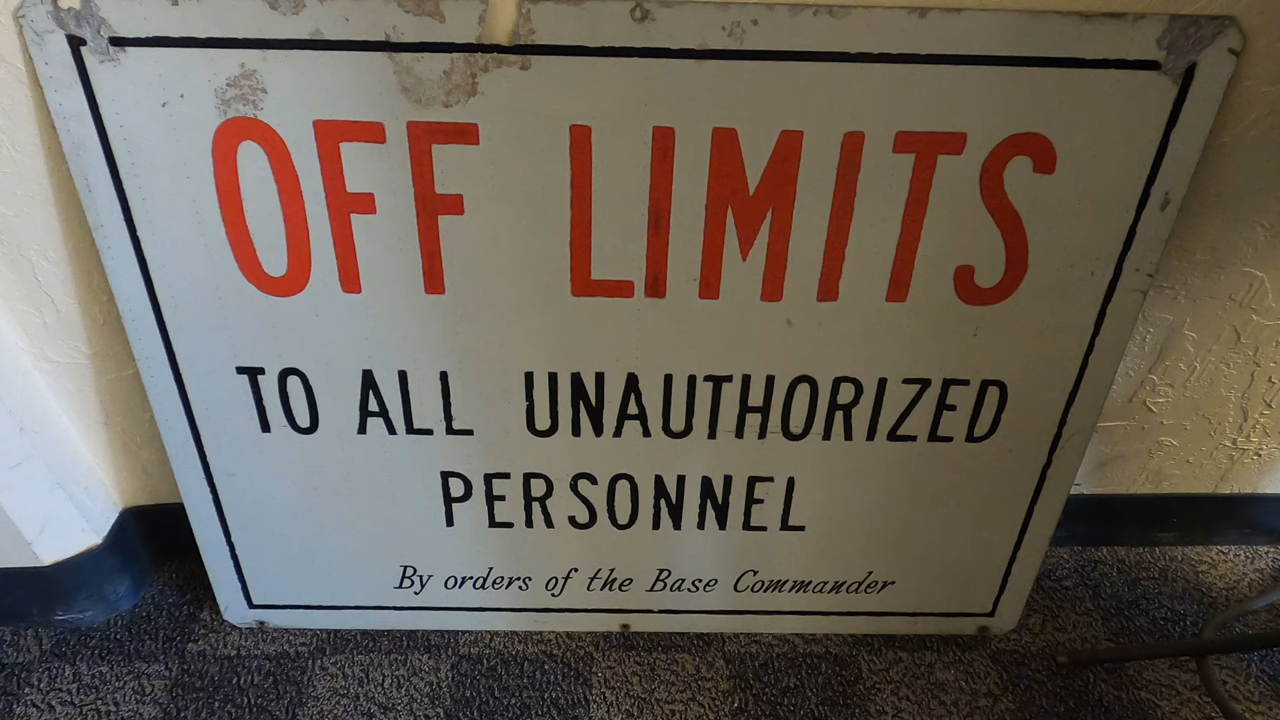 OFF LIMITS
TO ALL UNAUTHORIZED
PERSONNEL
By orders of the Base Commander